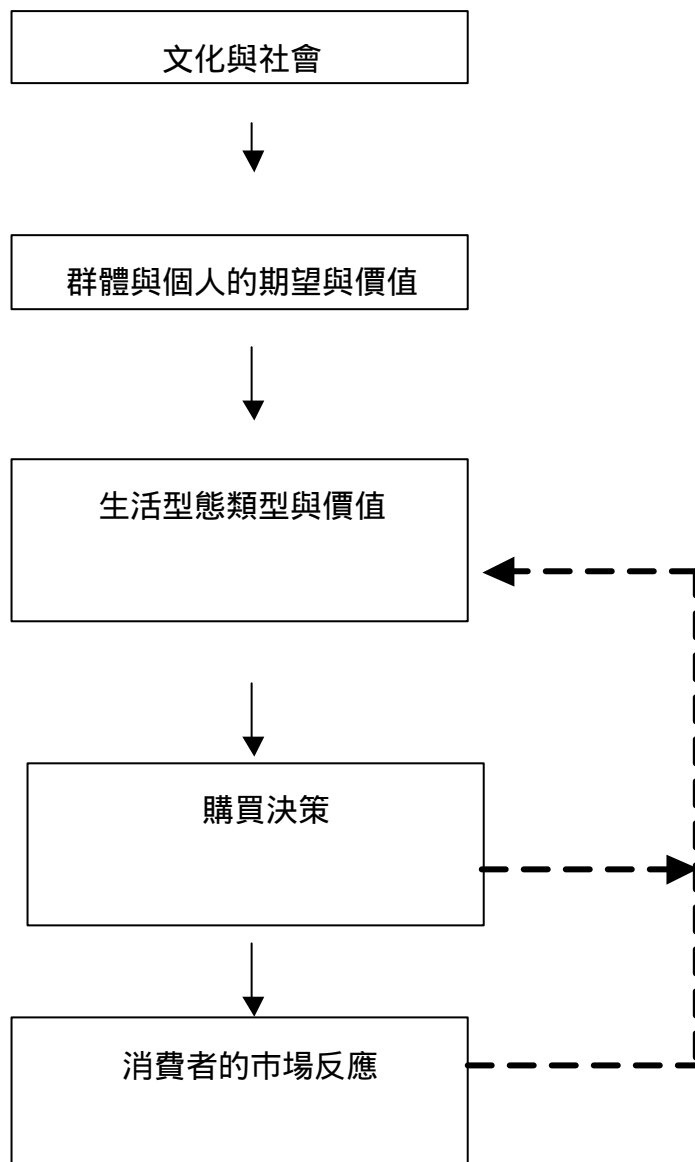 文化與社會
群體與個人的期望與價值
生活型態類型與價值
購買決策
消費者的市場反應